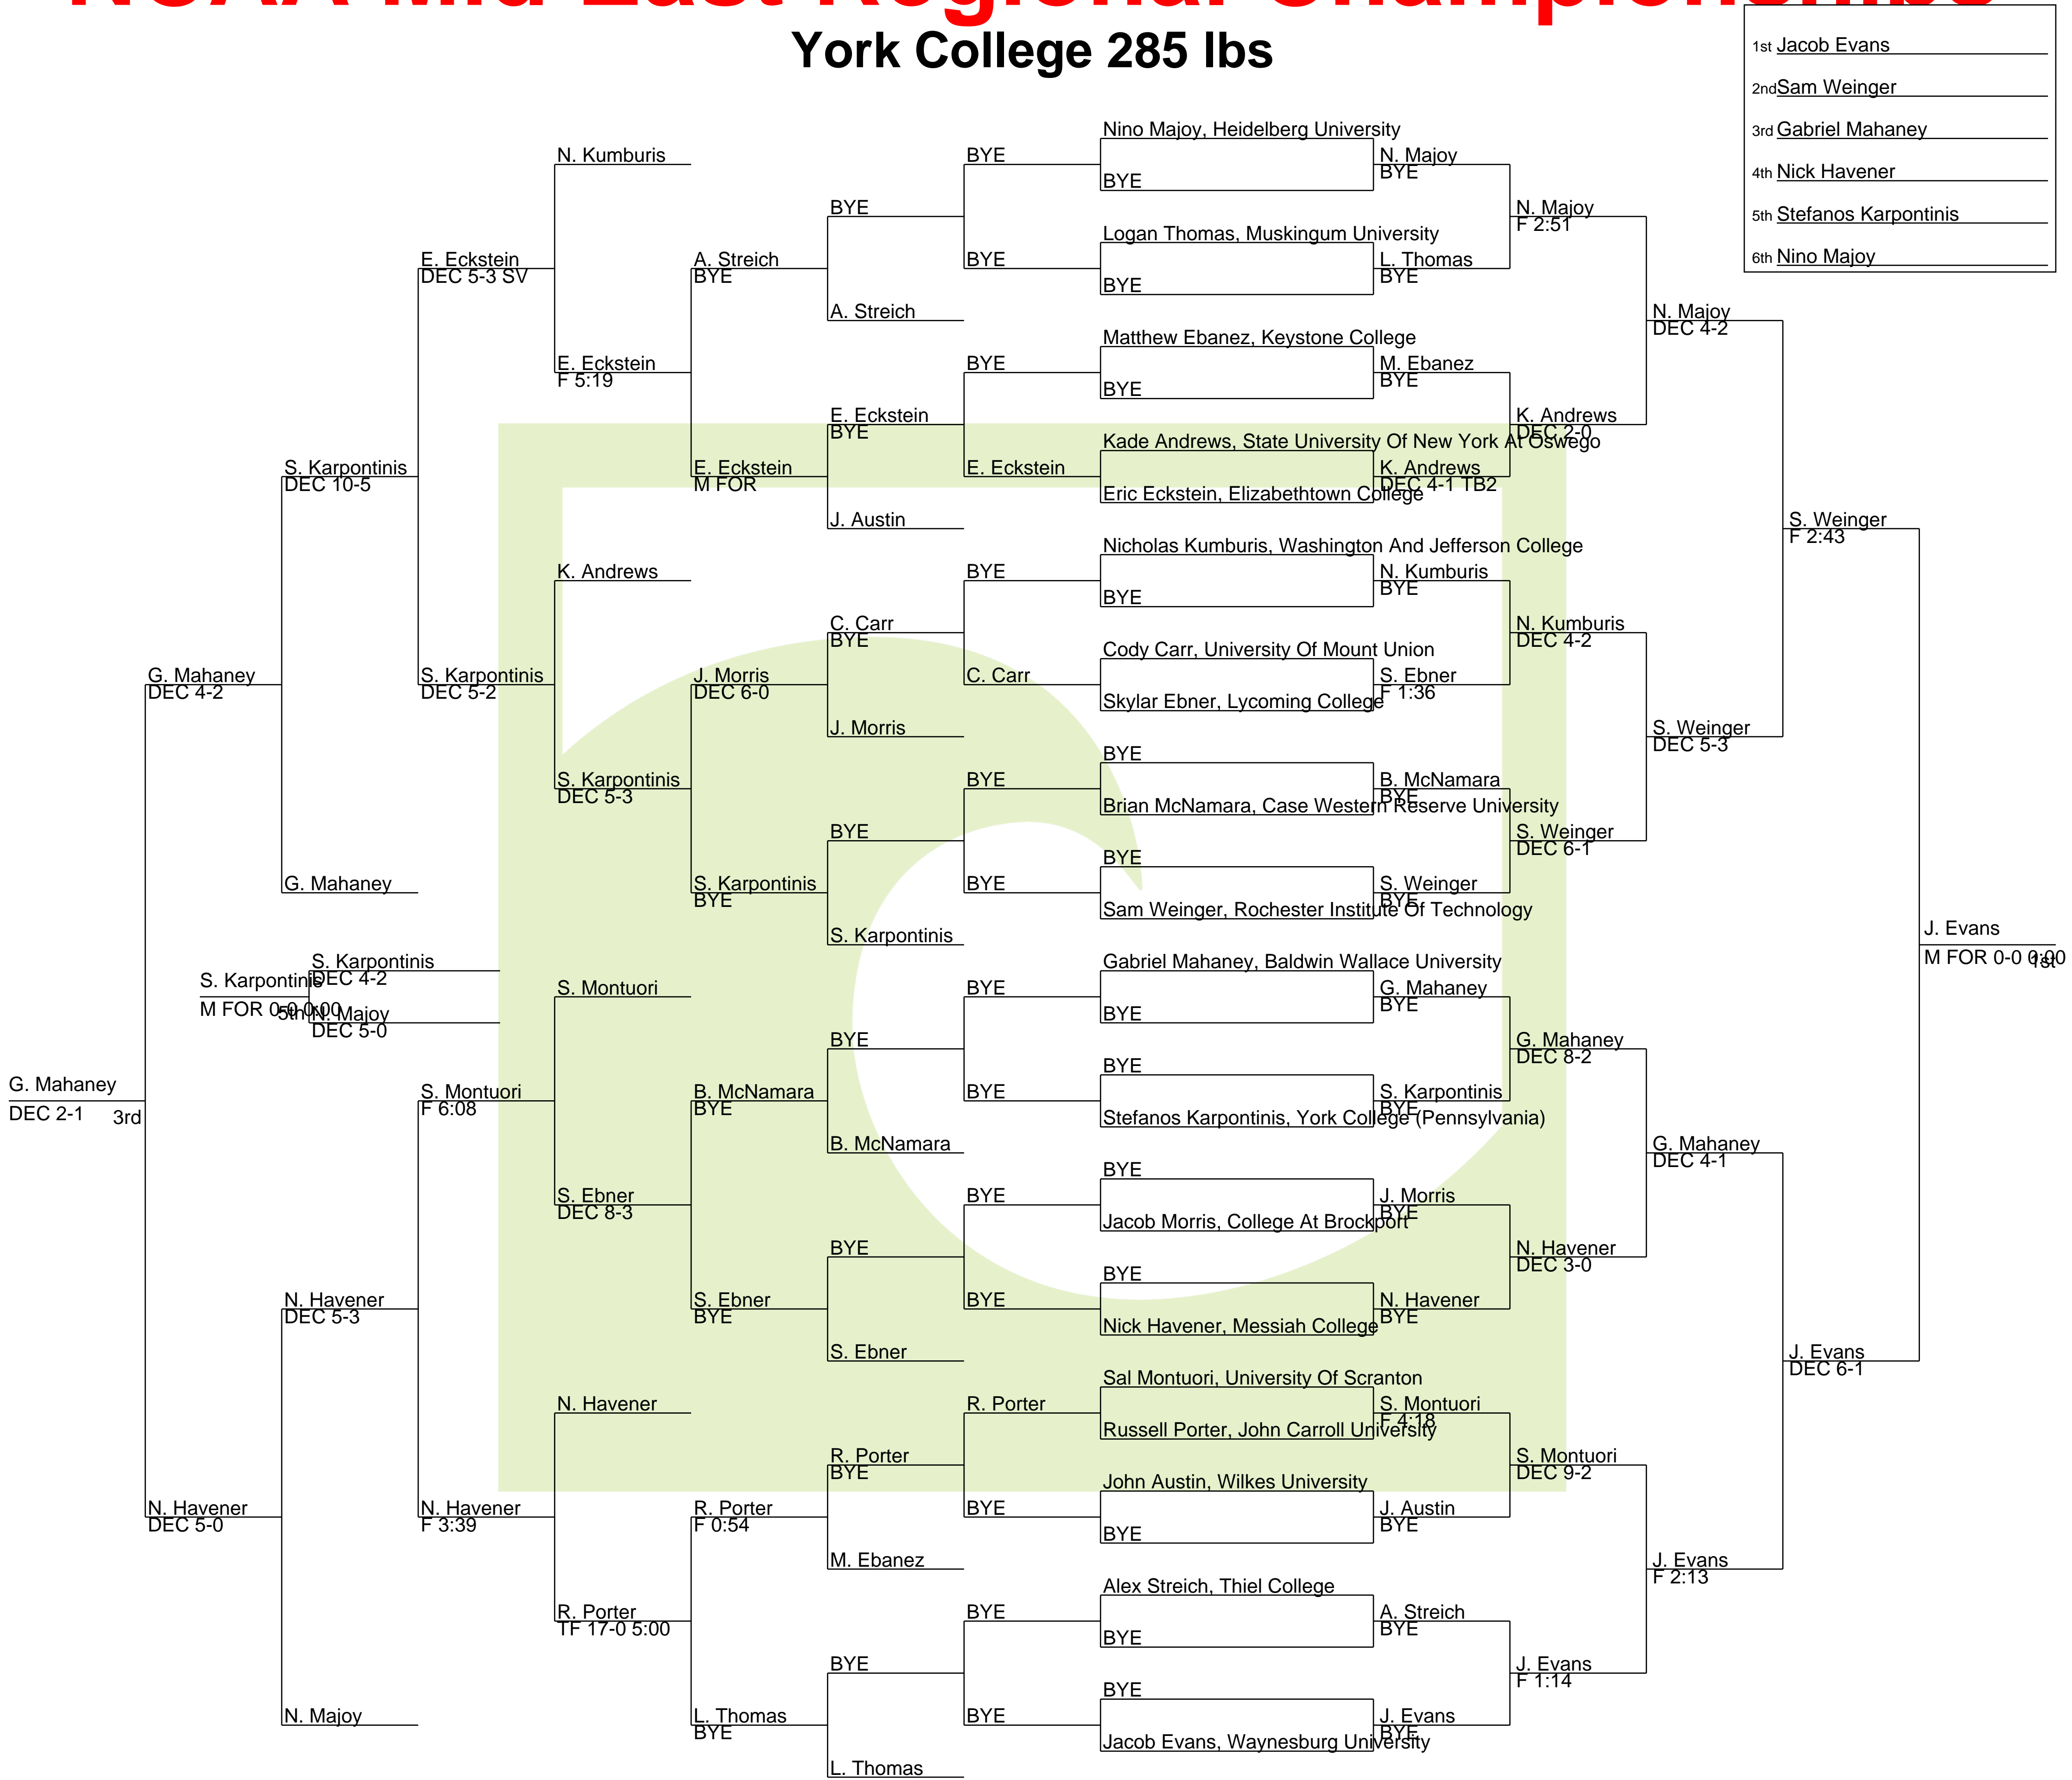 NCAA Mid East Regional Championships
York College 285 lbs
1st Jacob Evans
2nd Sam Weinger
3rd Gabriel Mahaney
4th Nick Havener
5th Stefanos Karpontinis
6th Nino Majoy
G. Mahaney
DEC 2-1 3rd
G. Mahaney
DEC 4-2
N. Havener
DEC 5-0
S. Karpontinis
M FOR 0-0 0:00
5th
S. Karpontinis
DEC 4-2
N. Majoy
DEC 5-0
S. Karpontinis
DEC 10-5
G. Mahaney
N. Havener
DEC 5-3
N. Majoy
E. Eckstein
DEC 5-3 SV
S. Karpontinis
DEC 5-2
S. Montuori
F 6:08
N. Havener
F 3:39
N. Kumburis
E. Eckstein
F 5:19
K. Andrews
S. Karpontinis
DEC 5-3
S. Montuori
S. Ebner
DEC 8-3
N. Havener
R. Porter
TF 17-0 5:00
A. Streich
BYE
E. Eckstein
M FOR
J. Morris
DEC 6-0
S. Karpontinis
BYE
B. McNamara
BYE
S. Ebner
BYE
R. Porter
F 0:54
L. Thomas
BYE
BYE
A. Streich
E. Eckstein
BYE
J. Austin
C. Carr
BYE
J. Morris
BYE
S. Karpontinis
BYE
B. McNamara
BYE
S. Ebner
R. Porter
BYE
M. Ebanez
BYE
L. Thomas
BYE
BYE
BYE
E. Eckstein
BYE
C. Carr
BYE
BYE
BYE
BYE
BYE
BYE
R. Porter
BYE
BYE
BYE
Nino Majoy, Heidelberg University
BYE
Logan Thomas, Muskingum University
BYE
Matthew Ebanez, Keystone College
BYE
Kade Andrews, State University Of New York At Oswego
Eric Eckstein, Elizabethtown College
Nicholas Kumburis, Washington And Jefferson College
BYE
Cody Carr, University Of Mount Union
Skylar Ebner, Lycoming College
BYE
Brian McNamara, Case Western Reserve University
BYE
Sam Weinger, Rochester Institute Of Technology
Gabriel Mahaney, Baldwin Wallace University
BYE
BYE
Stefanos Karpontinis, York College (Pennsylvania)
BYE
Jacob Morris, College At Brockport
BYE
Nick Havener, Messiah College
Sal Montuori, University Of Scranton
Russell Porter, John Carroll University
John Austin, Wilkes University
BYE
Alex Streich, Thiel College
BYE
BYE
Jacob Evans, Waynesburg University
N. Majoy
BYE
L. Thomas
BYE
M. Ebanez
BYE
K. Andrews
DEC 4-1 TB2
N. Kumburis
BYE
S. Ebner
F 1:36
B. McNamara
BYE
S. Weinger
BYE
G. Mahaney
BYE
S. Karpontinis
BYE
J. Morris
BYE
N. Havener
BYE
S. Montuori
F 4:18
J. Austin
BYE
A. Streich
BYE
J. Evans
BYE
N. Majoy
F 2:51
K. Andrews
DEC 2-0
N. Kumburis
DEC 4-2
S. Weinger
DEC 6-1
G. Mahaney
DEC 8-2
N. Havener
DEC 3-0
S. Montuori
DEC 9-2
J. Evans
F 1:14
N. Majoy
DEC 4-2
S. Weinger
DEC 5-3
G. Mahaney
DEC 4-1
J. Evans
F 2:13
S. Weinger
F 2:43
J. Evans
DEC 6-1
J. Evans
M FOR 0-0 0:00
1st